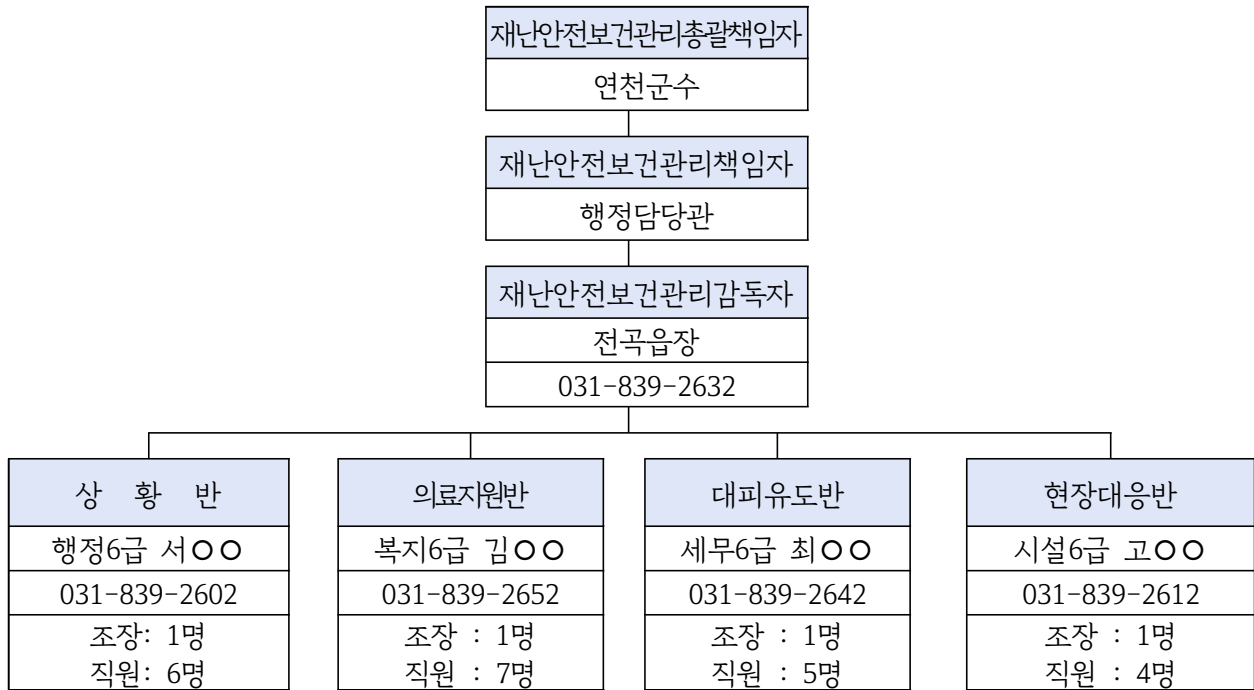 재난안전보건관리총괄책임자
연천군수
재난안전보건관리책임자
행정담당관
재난안전보건관리감독자
전곡읍장
031-839-2632
상 황 반
행정6급 서○○
031-839-2602
조장: 1명
직원: 6명
의료지원반
복지6급 김○○
031-839-2652
조장 : 1명
직원 : 7명
대피유도반
세무6급 최○○
031-839-2642
조장 : 1명
직원 : 5명
현장대응반
시설6급 고○○
031-839-2612
조장 : 1명
직원 : 4명